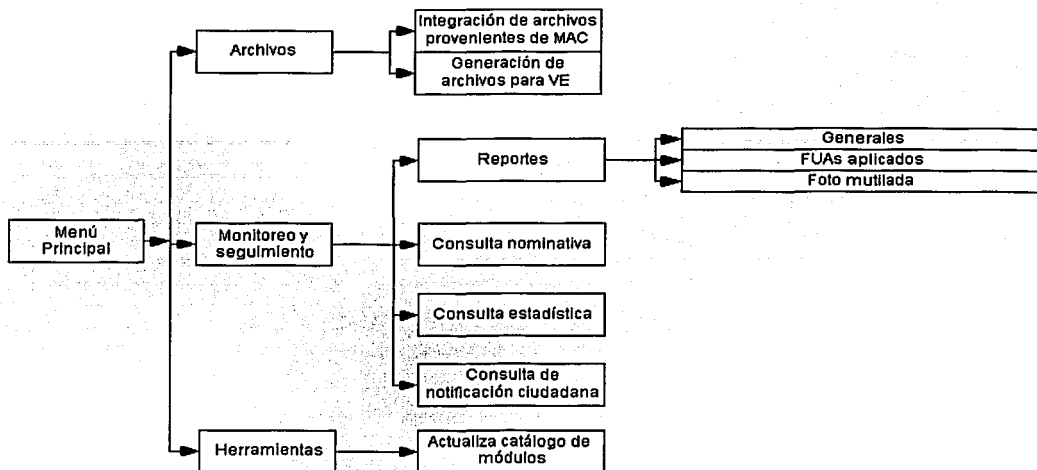 Menú
Principal
Archivos
Integración de archivos
provenientes de MAC
Generación de
archivos para VE
Monitoreo y
seguimiento
Reportes
Generales
FUAs aplicados
Foto mutilada
Consulta nominativa
Consulta estadística
Consulta de
notificación ciudadana
Herramientas
Actualiza catálogo de
módulos